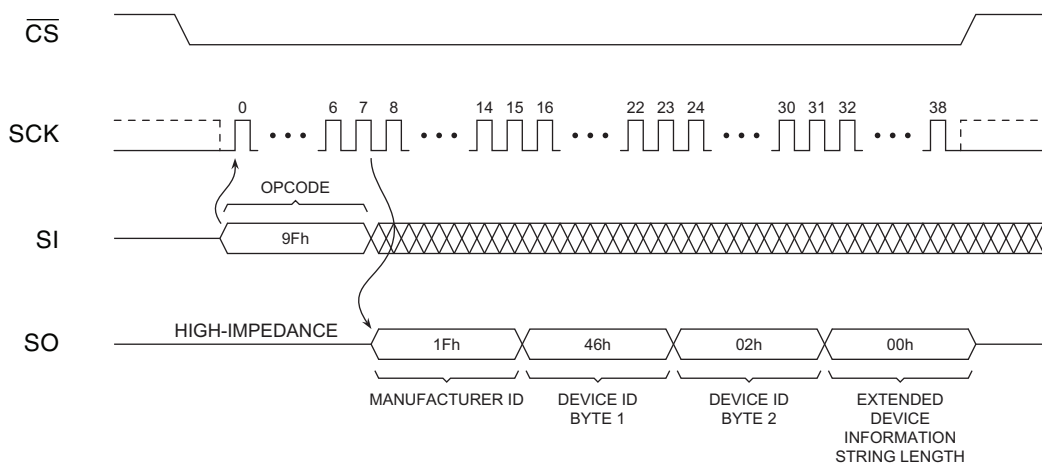 CS
0 6 7 8 14 15 16 22 23 24 30 31 32 38
SCK
OPCODE
SI
9Fh
HIGH-IMPEDANCE
SO
1Fh 46h 02h 00h
MANUFACTURER ID
DEVICE ID
BYTE 1
DEVICE ID
BYTE 2
EXTENDED
DEVICE
INFORMATION
STRING LENGTH